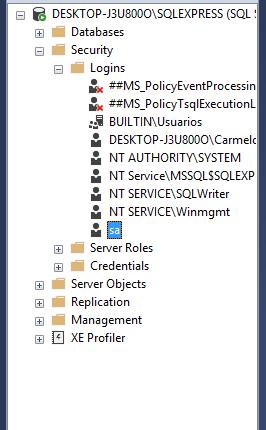 DESKTOP-J3U800O\SQLEXPRESS (SQL S
Databases
Security
Logins
##MS_PolicyEventProcessin
##MS_PolicyTsqlExecutionL
BUILTIN\Usuarios
DESKTOP-J3U800O\Carmelo
NT AUTHORITY\SYSTEM
NT Service\MSSQL$SQLEXP
NT SERVICE\SQLWriter
NT SERVICE\Winmgmt
sa
Server Roles
Credentials
Server Objects
Replication
Management
XE Profiler